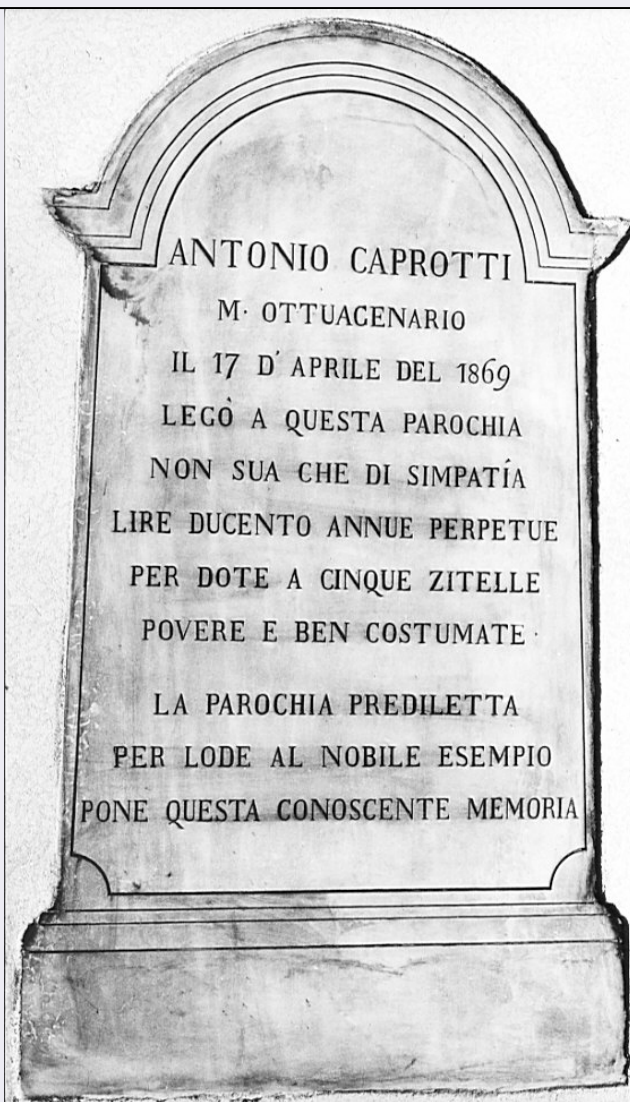 ANTONIO CAPROTTI
M· OTTUAGENARIO
IL 17 D' APRILE DEL 1869
LEGÒ A QUESTA PAROCHIA
NON SUA CHE DI SIMPATÍA
LIRE DUCENTO ANNUE PERPETUE
PER DOTE A CINQUE ZITELLE
POVERE E BEN COSTUMATE·
LA PAROCHIA PREDILETTA
PER LODE AL NOBILE ESEMPIO
PONE QUESTA CONOSCENTE MEMORIA